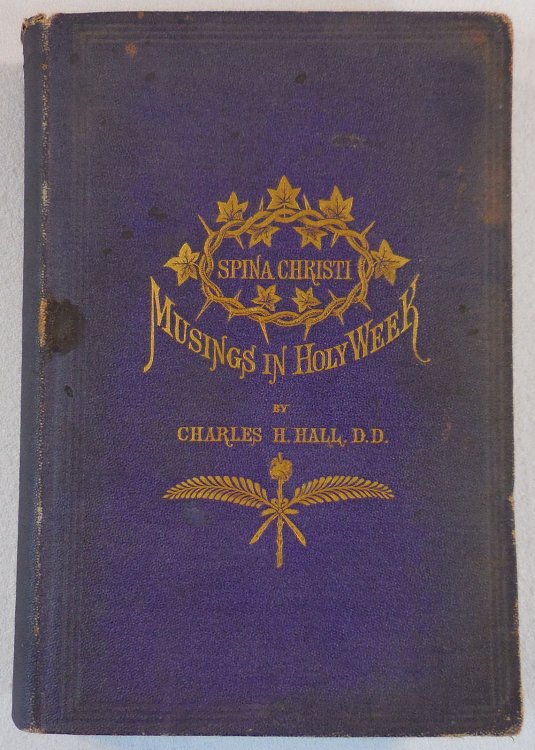 SPINA CHRISTI
MUSINGS IN HOLY WEEK
BY
CHARLES H. HALL, D.D.